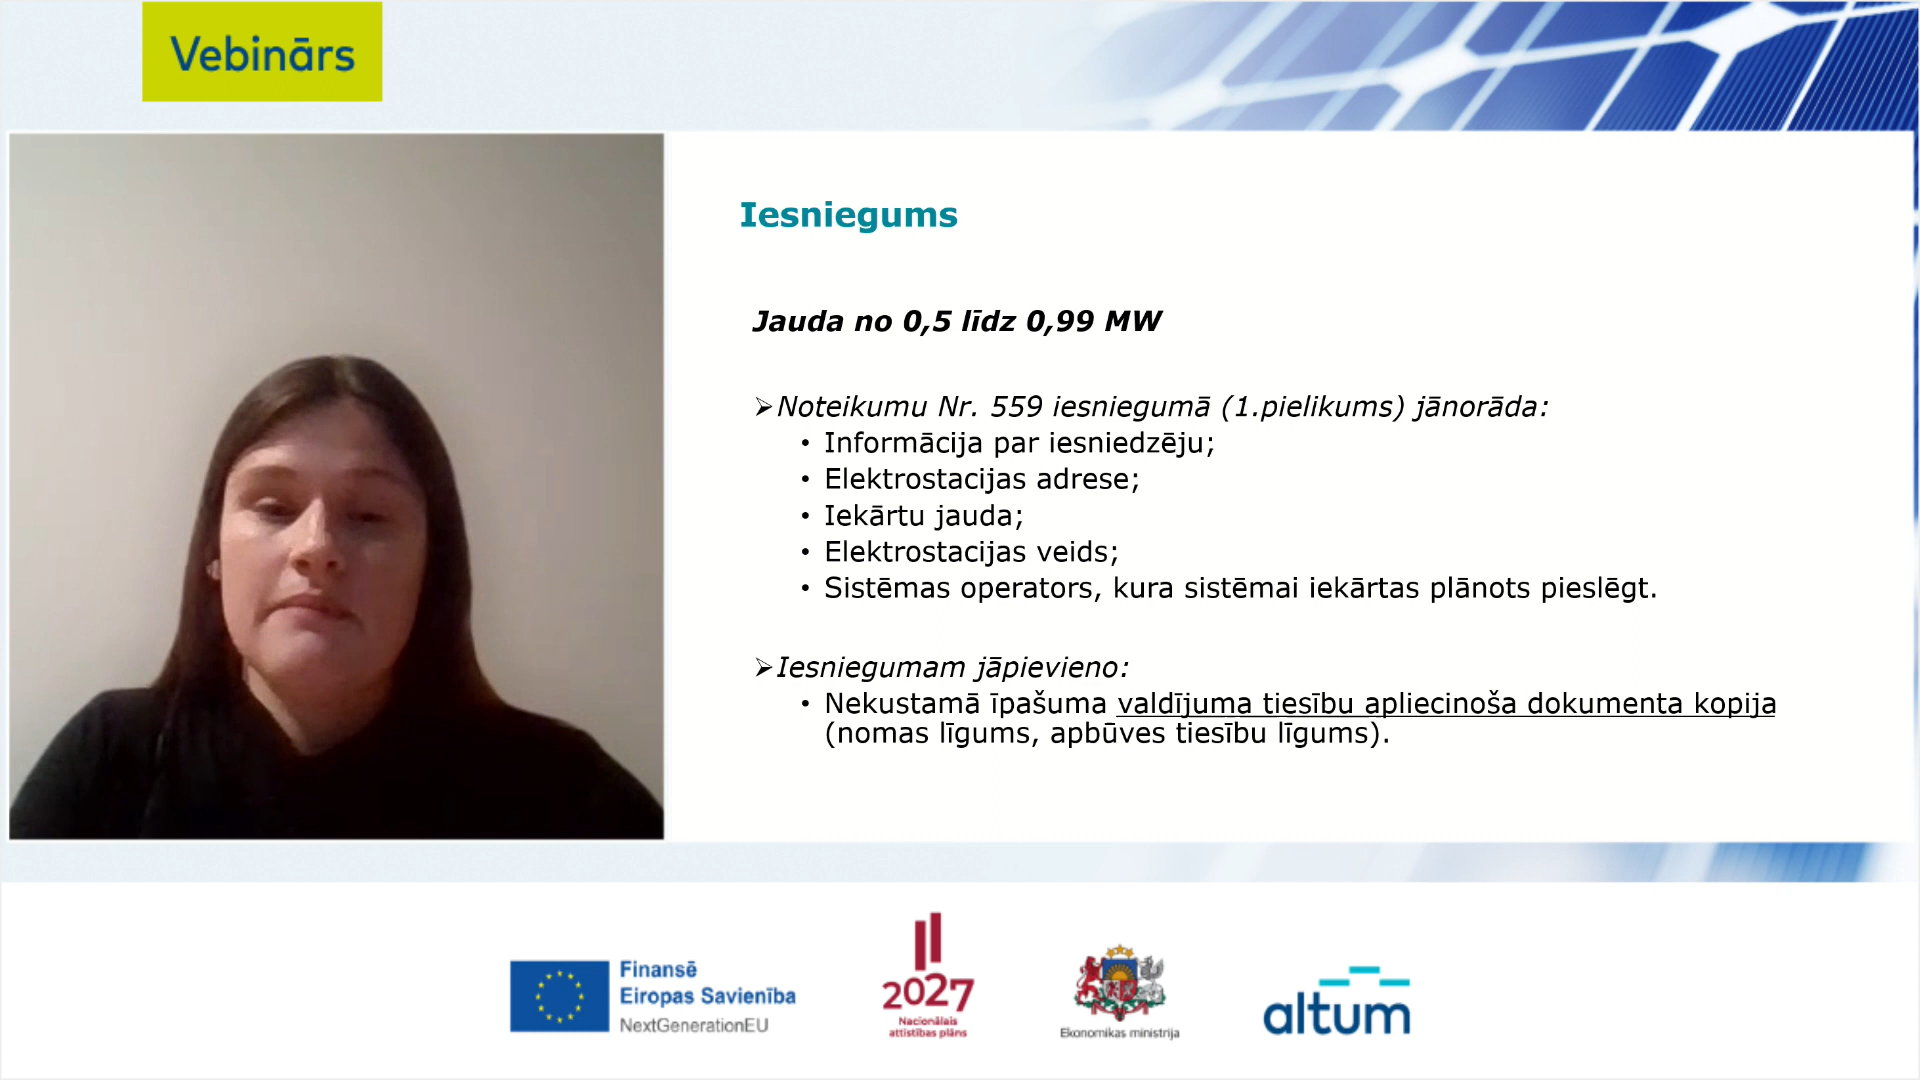 Vebinārs
Iesniegums
Jauda no 0,5 līdz 0,99 MW
➢Noteikumu Nr. 559 iesniegumā (1.pielikums) jānorāda:
• Informācija par iesniedzēju;
• Elektrostacijas adrese;
• Iekārtu jauda;
• Elektrostacijas veids;
• Sistēmas operators, kura sistēmai iekārtas plānots pieslēgt.
➢Iesniegumam jāpievieno:
• Nekustamā īpašuma valdījuma tiesību apliecinoša dokumenta kopija
(nomas līgums, apbūves tiesību līgums).
Finansē
Eiropas Savienība
NextGenerationEU
2027
Nacionālais
attīstības plāns
Ekonomikas ministrija
altum